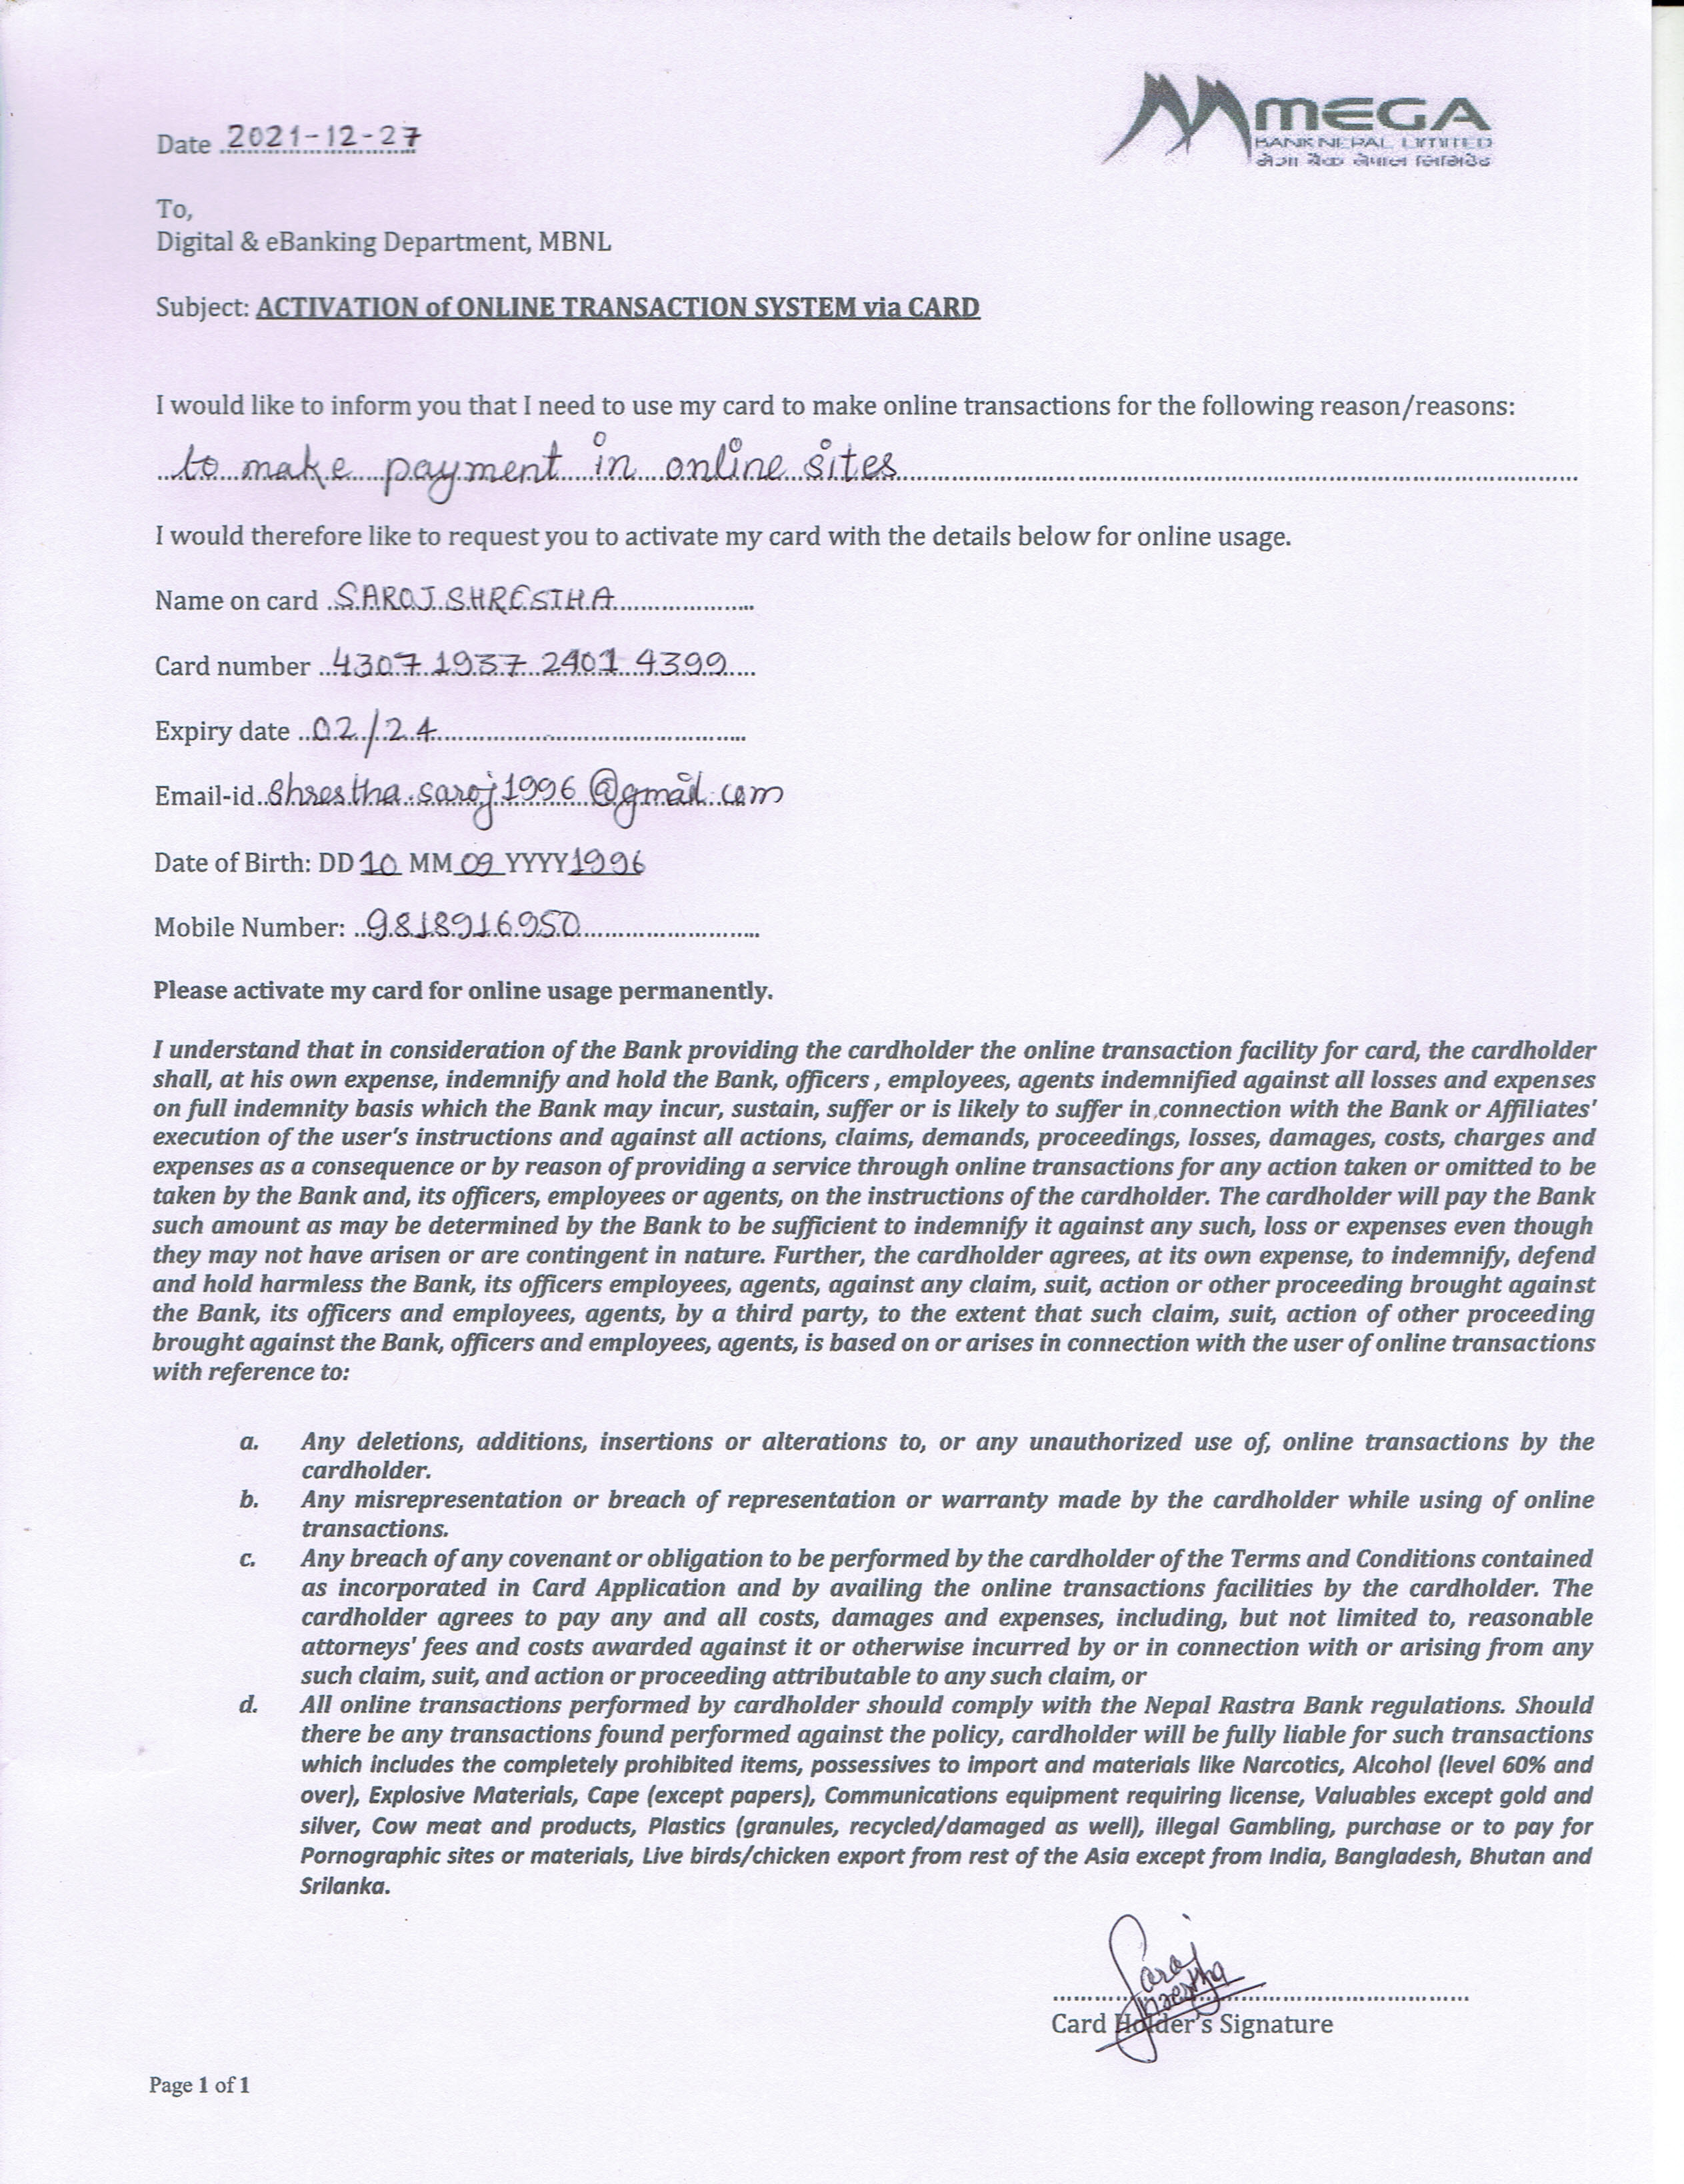 MEGA
BANK NEPAL LIMITED
मेगा बैंक नेपाल लिमिटेड
Date 2021-12-27
To,
Digital & eBanking Department, MBNL
Subject: ACTIVATION of ONLINE TRANSACTION SYSTEM via CARD
I would like to inform you that I need to use my card to make online transactions for the following reason/reasons:
to make payment in online sites
I would therefore like to request you to activate my card with the details below for online usage.
Name on card SAROJ SHRESTHA
Card number 4307 1937 2401 4399
Expiry date 02/24
Email-id shrestha.saroj1996@gmail.com
Date of Birth: DD 10 MM 09 YYYY 1996
Mobile Number: 9818916950
Please activate my card for online usage permanently.
I understand that in consideration of the Bank providing the cardholder the online transaction facility for card, the cardholder
shall, at his own expense, indemnify and hold the Bank, officers , employees, agents indemnified against all losses and expenses
on full indemnity basis which the Bank may incur, sustain, suffer or is likely to suffer in connection with the Bank or Affiliates'
execution of the user's instructions and against all actions, claims, demands, proceedings, losses, damages, costs, charges and
expenses as a consequence or by reason of providing a service through online transactions for any action taken or omitted to be
taken by the Bank and, its officers, employees or agents, on the instructions of the cardholder. The cardholder will pay the Bank
such amount as may be determined by the Bank to be sufficient to indemnify it against any such, loss or expenses even though
they may not have arisen or are contingent in nature. Further, the cardholder agrees, at its own expense, to indemnify, defend
and hold harmless the Bank, its officers employees, agents, against any claim, suit, action or other proceeding brought against
the Bank, its officers and employees, agents, by a third party, to the extent that such claim, suit, action of other proceeding
brought against the Bank, officers and employees, agents, is based on or arises in connection with the user of online transactions
with reference to:
a. Any deletions, additions, insertions or alterations to, or any unauthorized use of, online transactions by the
cardholder.
b. Any misrepresentation or breach of representation or warranty made by the cardholder while using of online
transactions.
c. Any breach of any covenant or obligation to be performed by the cardholder of the Terms and Conditions contained
as incorporated in Card Application and by availing the online transactions facilities by the cardholder. The
cardholder agrees to pay any and all costs, damages and expenses, including, but not limited to, reasonable
attorneys' fees and costs awarded against it or otherwise incurred by or in connection with or arising from any
such claim, suit, and action or proceeding attributable to any such claim, or
d. All online transactions performed by cardholder should comply with the Nepal Rastra Bank regulations. Should
there be any transactions found performed against the policy, cardholder will be fully liable for such transactions
which includes the completely prohibited items, possessives to import and materials like Narcotics, Alcohol (level 60% and
over), Explosive Materials, Cape (except papers), Communications equipment requiring license, Valuables except gold and
silver, Cow meat and products, Plastics (granules, recycled/damaged as well), illegal Gambling, purchase or to pay for
Pornographic sites or materials, Live birds/chicken export from rest of the Asia except from India, Bangladesh, Bhutan and
Srilanka.
Saroj
Shrestha
Card Holder's Signature
Page 1 of 1